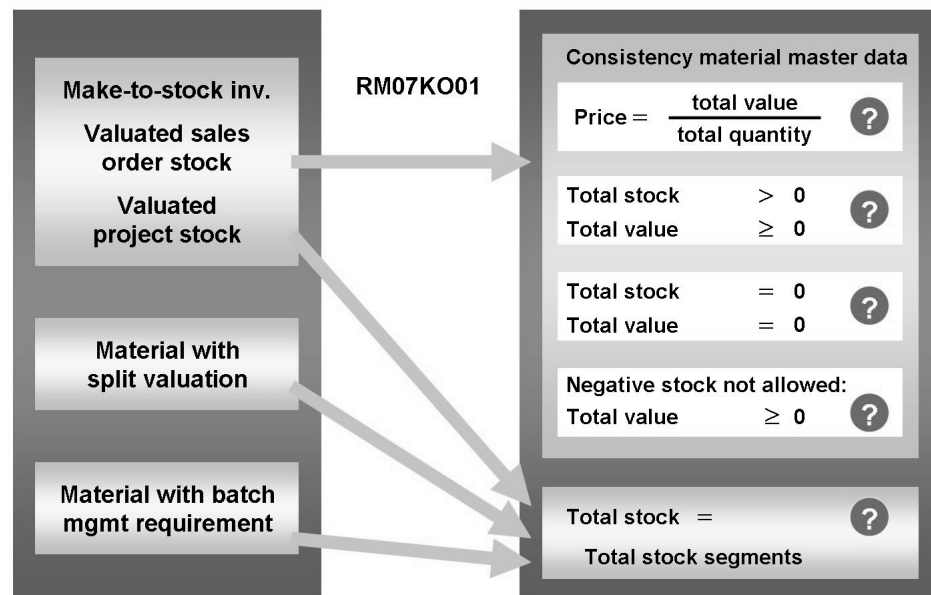 Make-to-stock inv.
Valuated sales
order stock
Valuated
project stock
Material with
split valuation
Material with batch
mgmt requirement
RM07KO01
Consistency material master data
Price = total value
total quantity
?
Total stock > 0
Total value ≥ 0
?
Total stock = 0
Total value = 0
?
Negative stock not allowed:
Total value ≥ 0
?
Total stock =
Total stock segments
?